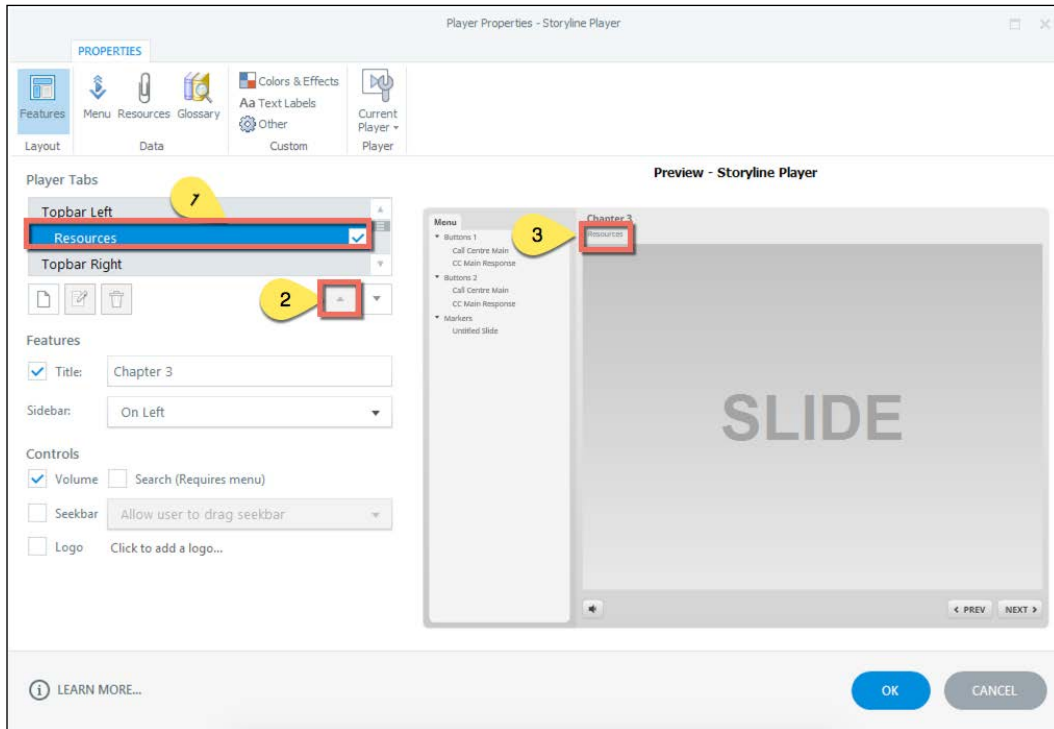 Player Properties - Storyline Player
PROPERTIES
Features
Menu
Resources
Glossary
Colors & Effects
Aa Text Labels
Other
Current Player
Layout
Data
Custom
Player
Player Tabs
Topbar Left
1
Resources
Topbar Right
2
Features
Title:
Chapter 3
Sidebar:
On Left
Controls
Volume
Search (Requires menu)
Seekbar
Allow user to drag seekbar
Logo
Click to add a logo...
Preview - Storyline Player
Menu
Buttons 1
Call Centre Main
CC Main Response
Buttons 2
Call Centre Main
CC Main Response
Markers
Untitled Slide
Chapter 3
3
Resources
SLIDE
< PREV
NEXT >
i LEARN MORE...
OK
CANCEL